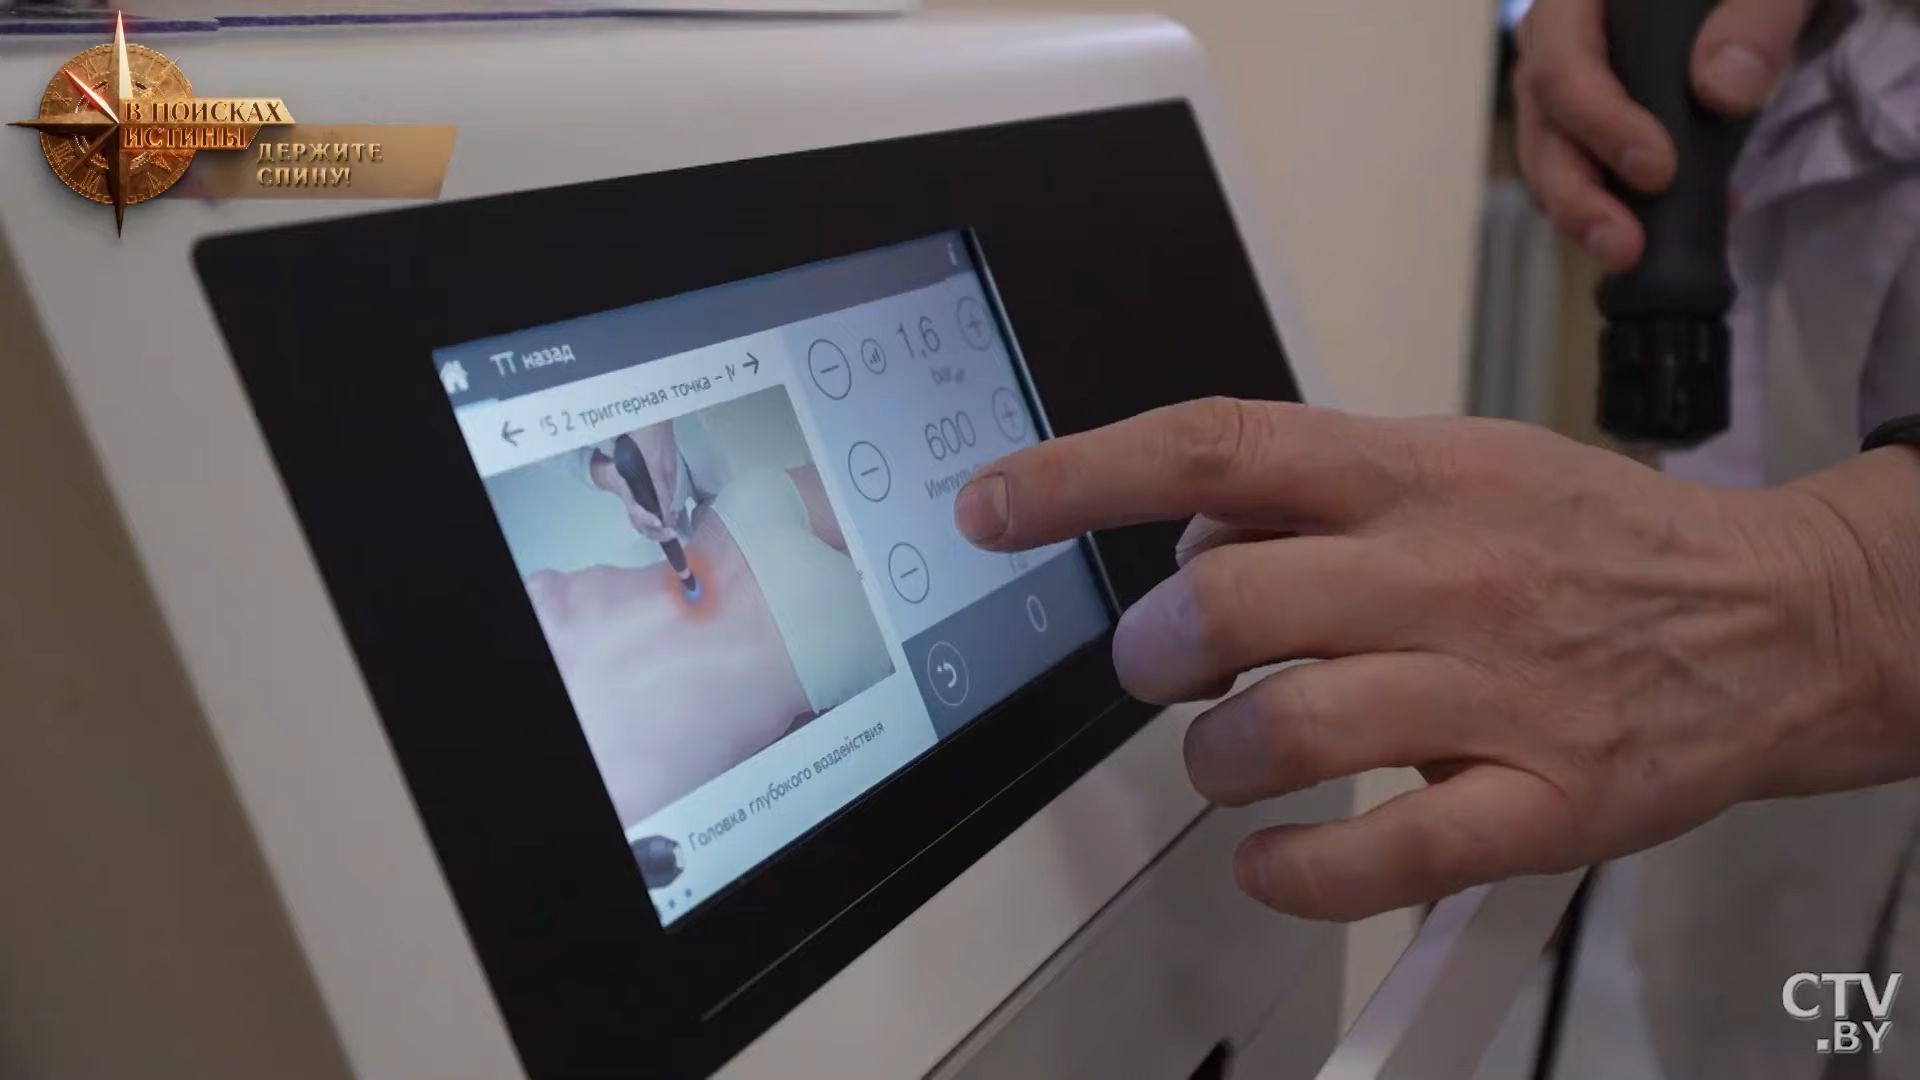 В ПОИСКАХ
ИСТИНЫ
ДЕРЖИТЕ
СПИНУ!
ТТ назад
i
5 2 триггерная точка –
1,6
bar
600
0
Головка глубокого воздействия
CTV
.BY